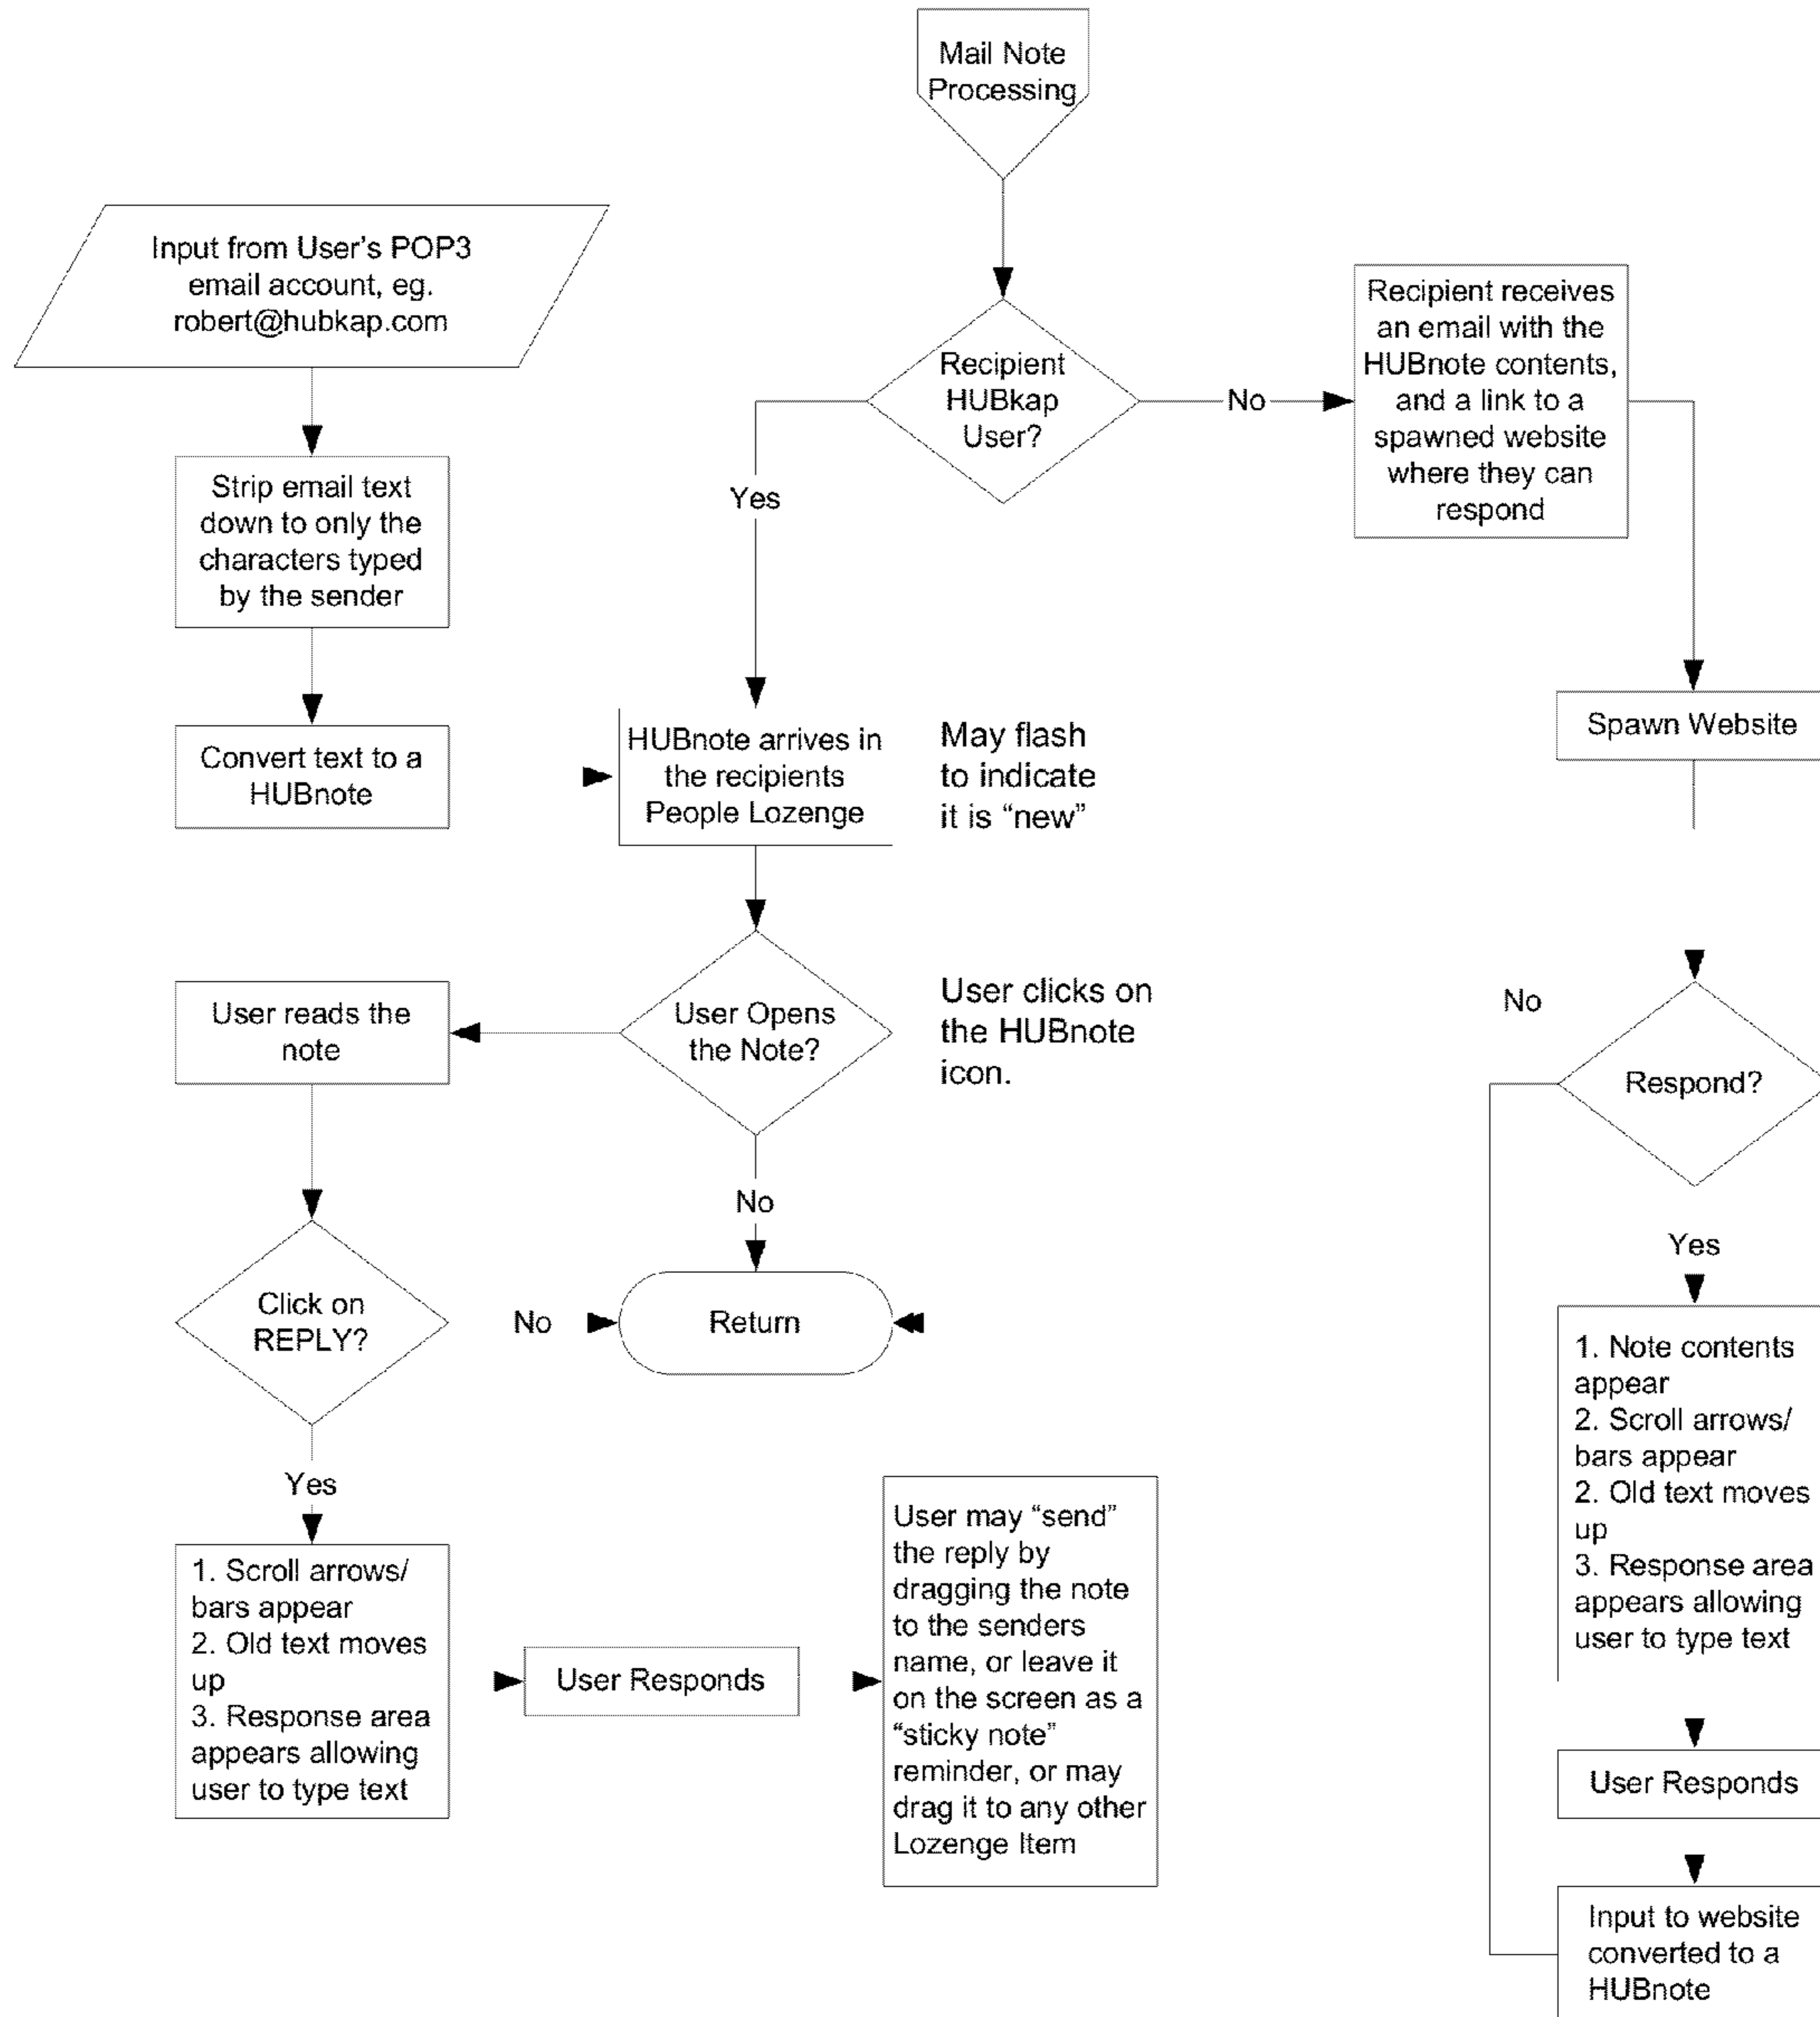 Mail Note
Processing
Input from User's POP3
email account, eg.
robert@hubkap.com
Strip email text
down to only the
characters typed
by the sender
Convert text to a
HUBnote
Recipient
HUBkap
User?
No
Yes
Recipient receives
an email with the
HUBnote contents,
and a link to a
spawned website
where they can
respond
Spawn Website
HUBnote arrives in
the recipients
People Lozenge
May flash
to indicate
it is “new”
User Opens
the Note?
User clicks on
the HUBnote
icon.
User reads the
note
No
Click on
REPLY?
No
Return
Yes
1. Scroll arrows/
bars appear
2. Old text moves
up
3. Response area
appears allowing
user to type text
User Responds
User may “send”
the reply by
dragging the note
to the senders
name, or leave it
on the screen as a
“sticky note”
reminder, or may
drag it to any other
Lozenge Item
No
Respond?
Yes
1. Note contents
appear
2. Scroll arrows/
bars appear
2. Old text moves
up
3. Response area
appears allowing
user to type text
User Responds
Input to website
converted to a
HUBnote